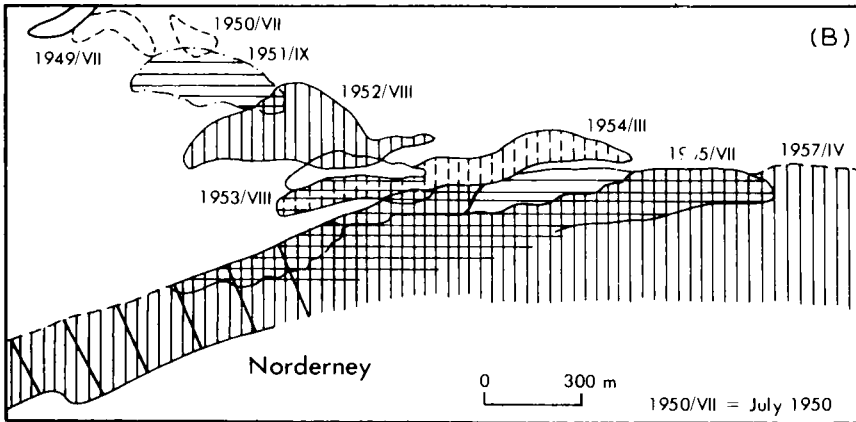 1950/VII
(B)
1949/VII
1951/IX
1952/VIII
1954/III
1957/IV
1953/VIII
Norderney
0 300 m
1950/VII = July 1950